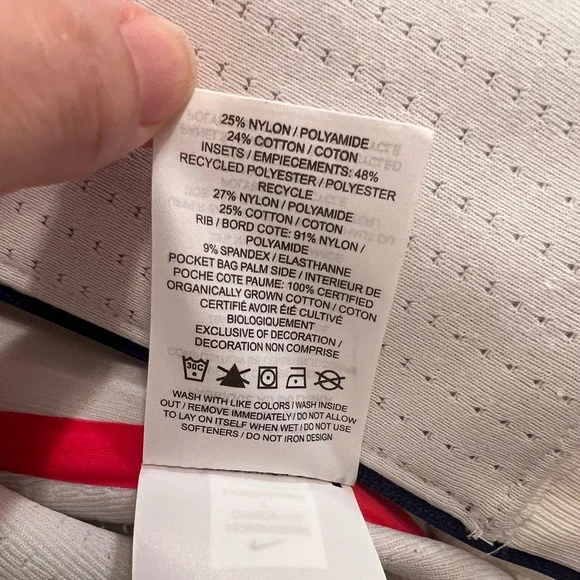 25% NYLON / POLYAMIDE
24% COTTON / COTON
INSETS / EMPIECEMENTS: 48%
RECYCLED POLYESTER / POLYESTER
RECYCLE
27% NYLON / POLYAMIDE
25% COTTON / COTON
RIB / BORD COTE: 91% NYLON /
POLYAMIDE
9% SPANDEX / ELASTHANNE
POCKET BAG PALM SIDE / INTERIEUR DE
POCHE COTE PAUME: 100% CERTIFIED
ORGANICALLY GROWN COTTON / COTON
CERTIFIÉ AVOIR ÉTÉ CULTIVÉ
BIOLOGIQUEMENT
EXCLUSIVE OF DECORATION /
DECORATION NON COMPRISE
30C
WASH WITH LIKE COLORS / WASH INSIDE
OUT / REMOVE IMMEDIATELY / DO NOT ALLOW
TO LAY ON ITSELF WHEN WET / DO NOT USE
SOFTENERS / DO NOT IRON DESIGN